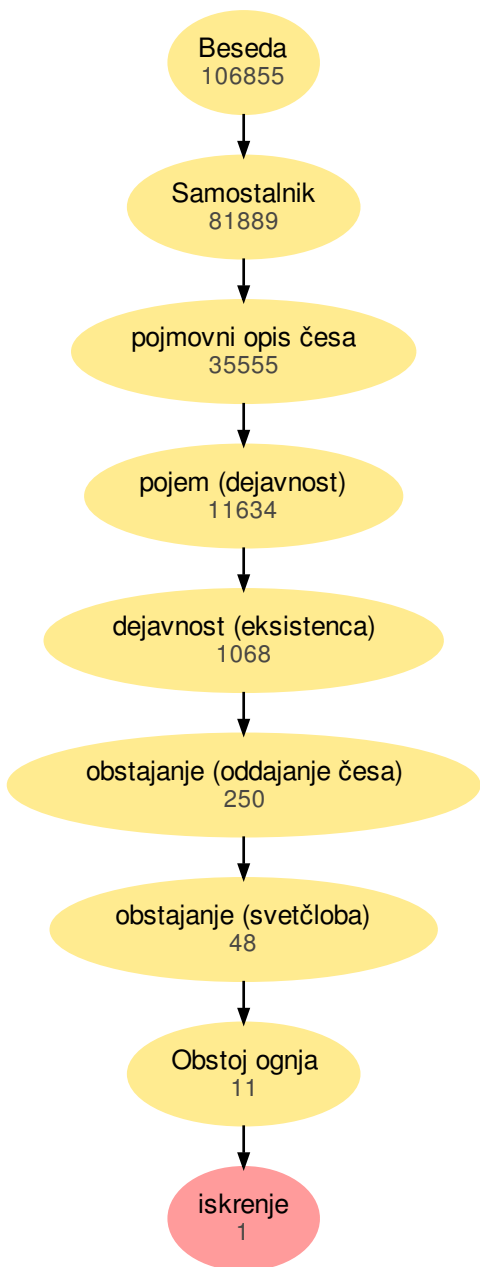 Beseda
106855
Samostalnik
81889
pojmovni opis česa
35555
pojem (dejavnost)
11634
dejavnost (eksistenca)
1068
obstajanje (oddajanje česa)
250
obstajanje (svetčloba)
48
Obstoj ognja
11
iskrenje
1